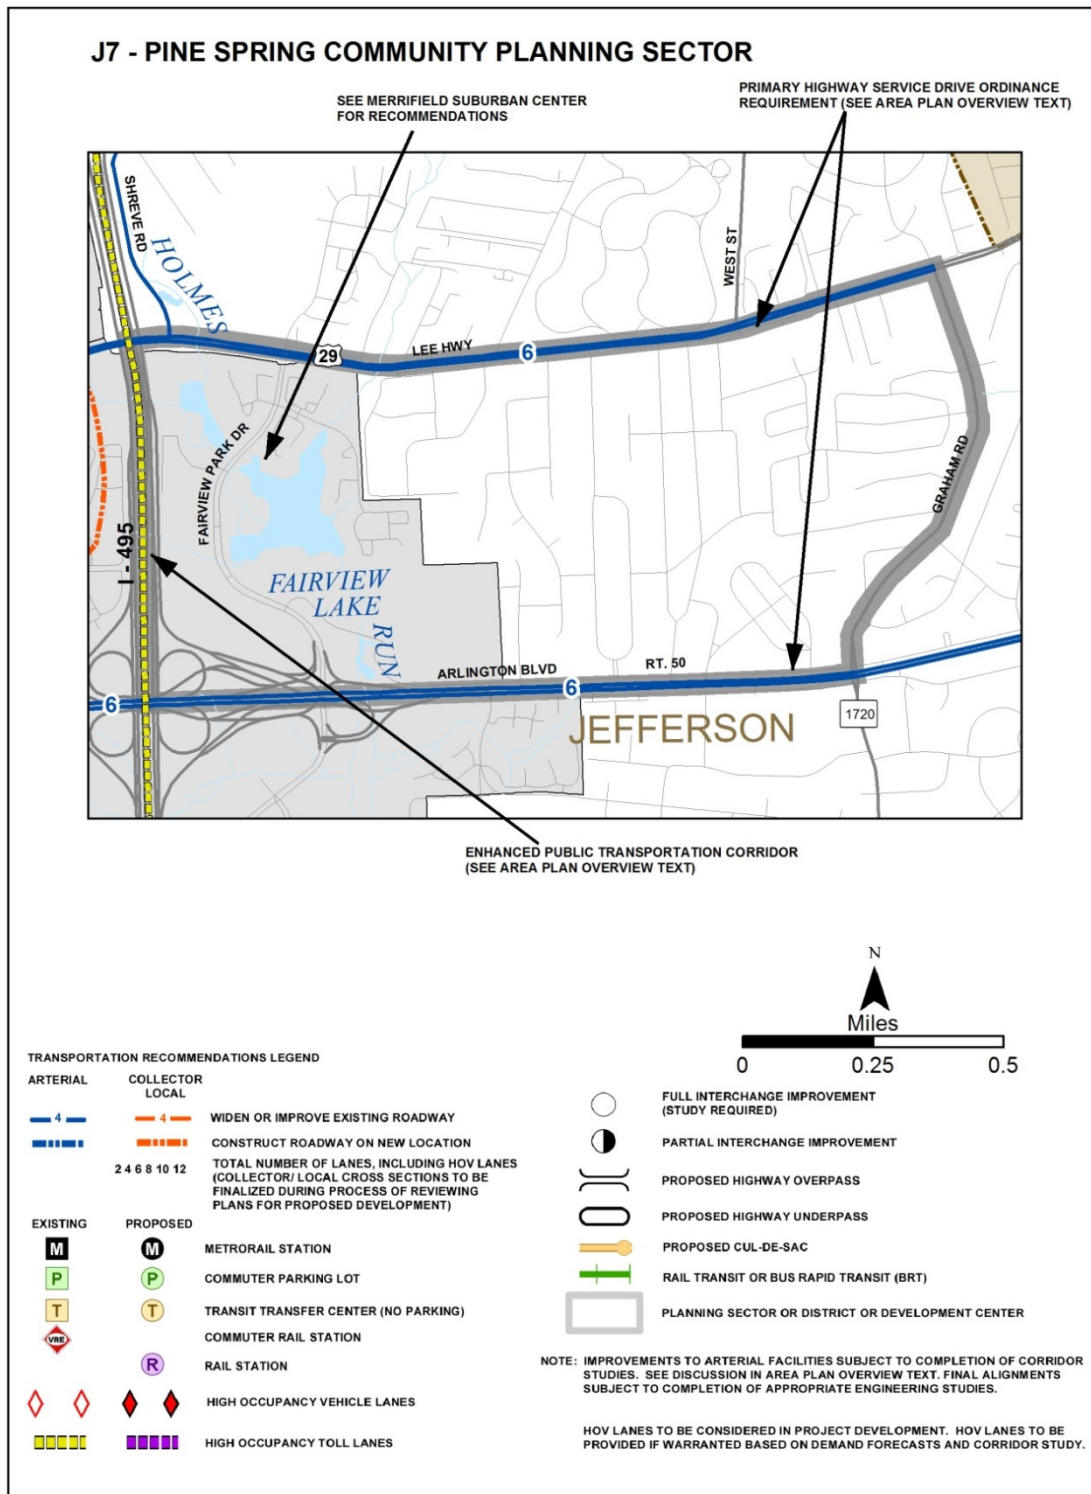 J7 - PINE SPRING COMMUNITY PLANNING SECTOR
SEE MERRIFIELD SUBURBAN CENTER
FOR RECOMMENDATIONS
PRIMARY HIGHWAY SERVICE DRIVE ORDINANCE
REQUIREMENT (SEE AREA PLAN OVERVIEW TEXT)
SHREVE RD
HOLMES
WEST ST
29
LEE HWY
6
FAIRVIEW PARK DR
GRAHAM RD
I - 495
FAIRVIEW
LAKE
RUN
ARLINGTON BLVD
RT. 50
6
6
JEFFERSON
1720
ENHANCED PUBLIC TRANSPORTATION CORRIDOR
(SEE AREA PLAN OVERVIEW TEXT)
N
Miles
0 0.25 0.5
TRANSPORTATION RECOMMENDATIONS LEGEND
ARTERIAL
COLLECTOR
LOCAL
4 4 WIDEN OR IMPROVE EXISTING ROADWAY
CONSTRUCT ROADWAY ON NEW LOCATION
2 4 6 8 10 12
TOTAL NUMBER OF LANES, INCLUDING HOV LANES
(COLLECTOR/ LOCAL CROSS SECTIONS TO BE
FINALIZED DURING PROCESS OF REVIEWING
PLANS FOR PROPOSED DEVELOPMENT)
EXISTING PROPOSED
M M METRORAIL STATION
P P COMMUTER PARKING LOT
T T TRANSIT TRANSFER CENTER (NO PARKING)
VRE COMMUTER RAIL STATION
R RAIL STATION
HIGH OCCUPANCY VEHICLE LANES
HIGH OCCUPANCY TOLL LANES
FULL INTERCHANGE IMPROVEMENT
(STUDY REQUIRED)
PARTIAL INTERCHANGE IMPROVEMENT
PROPOSED HIGHWAY OVERPASS
PROPOSED HIGHWAY UNDERPASS
PROPOSED CUL-DE-SAC
RAIL TRANSIT OR BUS RAPID TRANSIT (BRT)
PLANNING SECTOR OR DISTRICT OR DEVELOPMENT CENTER
NOTE: IMPROVEMENTS TO ARTERIAL FACILITIES SUBJECT TO COMPLETION OF CORRIDOR
STUDIES. SEE DISCUSSION IN AREA PLAN OVERVIEW TEXT. FINAL ALIGNMENTS
SUBJECT TO COMPLETION OF APPROPRIATE ENGINEERING STUDIES.
HOV LANES TO BE CONSIDERED IN PROJECT DEVELOPMENT. HOV LANES TO BE
PROVIDED IF WARRANTED BASED ON DEMAND FORECASTS AND CORRIDOR STUDY.